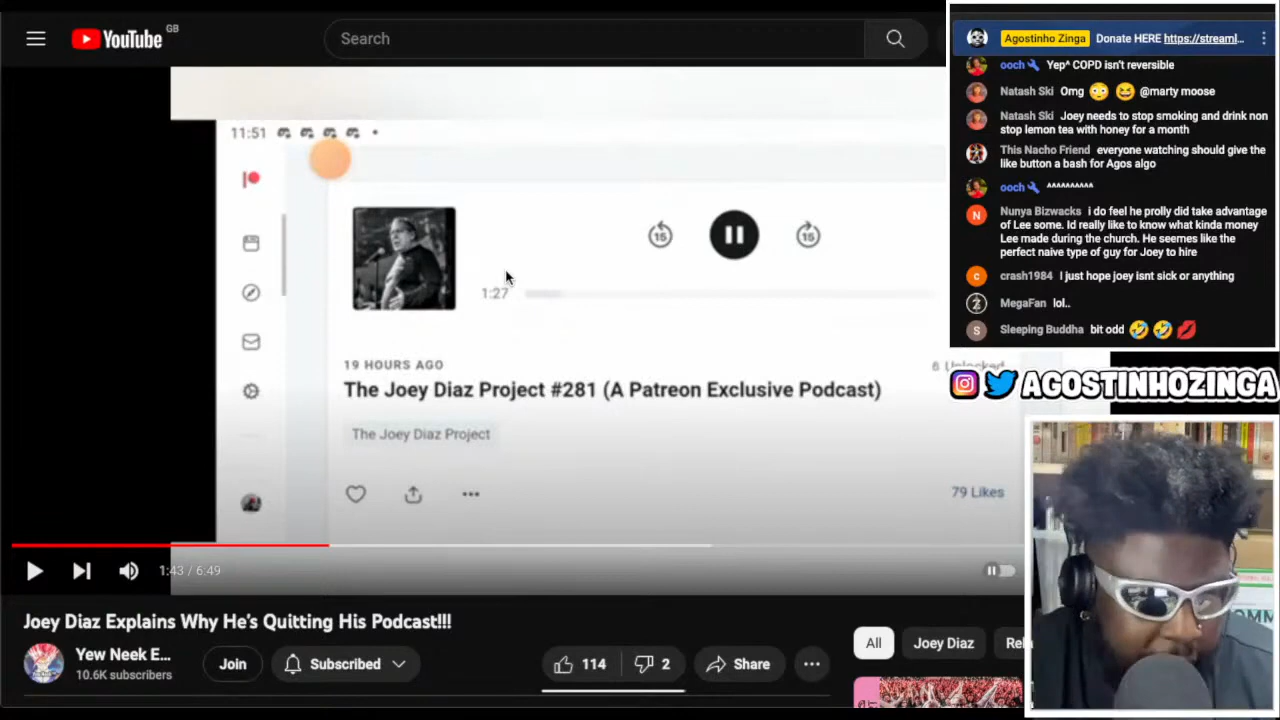 YouTube GB
Search
11:51
15
15
1:27
19 HOURS AGO
6 Unlocked
The Joey Diaz Project #281 (A Patreon Exclusive Podcast)
The Joey Diaz Project
79 Likes
1:43 / 6:49
Joey Diaz Explains Why He's Quitting His Podcast!!!
Yew Neek E...
10.6K subscribers
Join
Subscribed
114
2
Share
All
Joey Diaz
Agostinho Zinga Donate HERE https://streaml...
ooch Yep^ COPD isn't reversible
Natash Ski Omg @marty moose
Natash Ski Joey needs to stop smoking and drink non
stop lemon tea with honey for a month
This Nacho Friend everyone watching should give the
like button a bash for Agos algo
ooch ^^^^^^^^^^
Nunya Bizwacks i do feel he prolly did take advantage
of Lee some. Id really like to know what kinda money
Lee made during the church. He seemes like the
perfect naive type of guy for Joey to hire
crash1984 I just hope joey isnt sick or anything
MegaFan lol..
Sleeping Buddha bit odd
AGOSTINHOZINGA